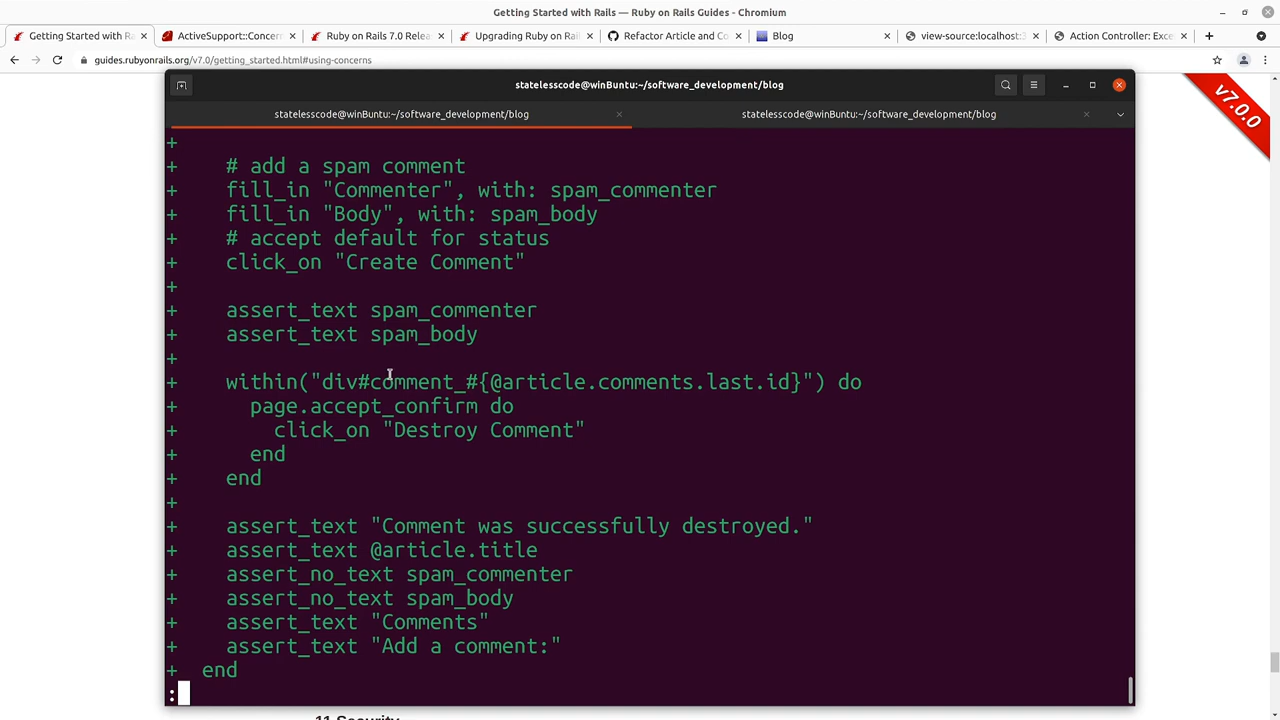 Getting Started with Rails — Ruby on Rails Guides - Chromium
Getting Started with Ra
ActiveSupport::Concern
Ruby on Rails 7.0 Relea
Upgrading Ruby on Rail
Refactor Article and Co
Blog
view-source:localhost:3
Action Controller: Exce
guides.rubyonrails.org/v7.0/getting_started.html#using-concerns
v7.0.0
statelesscode@winBuntu:~/software_development/blog
statelesscode@winBuntu:~/software_development/blog
statelesscode@winBuntu:~/software_development/blog
+
+ # add a spam comment
+ fill_in "Commenter", with: spam_commenter
+ fill_in "Body", with: spam_body
+ # accept default for status
+ click_on "Create Comment"
+
+ assert_text spam_commenter
+ assert_text spam_body
+
+ within("div#comment_#{@article.comments.last.id}") do
+ page.accept_confirm do
+ click_on "Destroy Comment"
+ end
+ end
+
+ assert_text "Comment was successfully destroyed."
+ assert_text @article.title
+ assert_no_text spam_commenter
+ assert_no_text spam_body
+ assert_text "Comments"
+ assert_text "Add a comment:"
+ end
:
11 Security